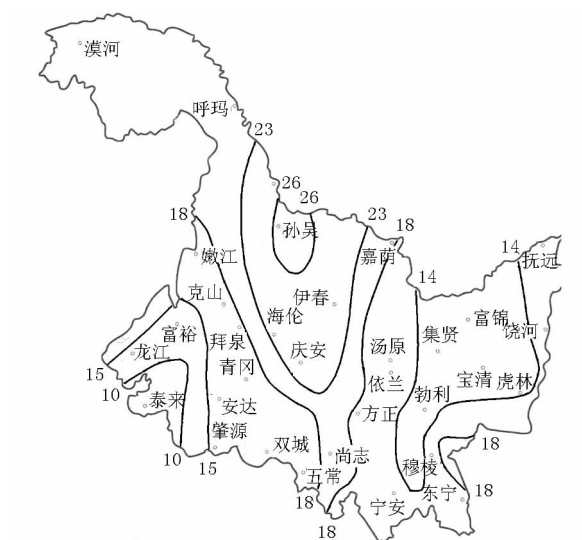 漠河
呼玛
23
26
26
孙吴
23
18
18
嘉荫
14
14
抚远
嫩江
克山
伊春
海伦
富锦
饶河
富裕
拜泉
集贤
龙江
青冈
庆安
汤原
15
10
依兰
宝清
虎林
泰来
安达
方正
勃利
肇源
双城
尚志
18
10
15
五常
穆棱
18
东宁
18
宁安
18